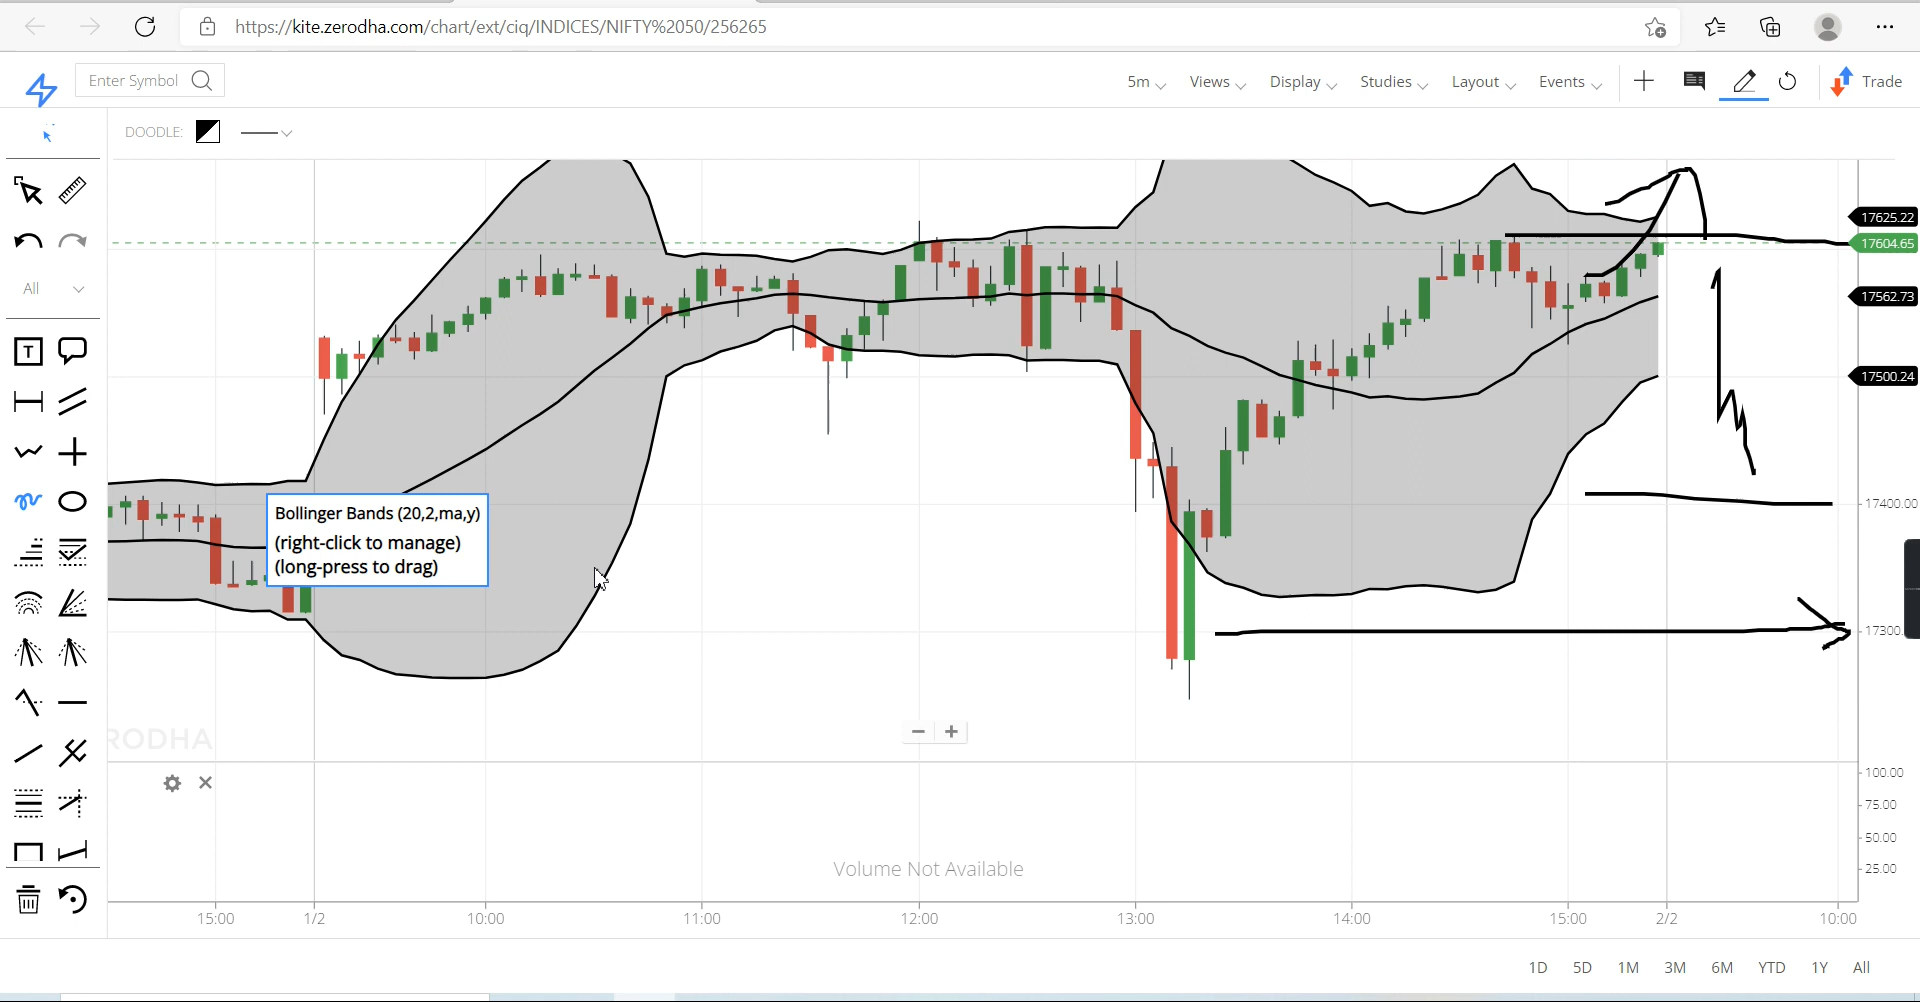 https://kite.zerodha.com/chart/ext/ciq/INDICES/NIFTY%2050/256265
Enter Symbol
5m Views Display Studies Layout Events Trade
DOODLE:
All
T
17625.22
17604.65
17562.73
17500.24
17400.00
17300.
Bollinger Bands (20,2,ma,y)
(right-click to manage)
(long-press to drag)
RODHA
− +
100.00
75.00
50.00
25.00
Volume Not Available
15:00 1/2 10:00 11:00 12:00 13:00 14:00 15:00 2/2 10:00
1D 5D 1M 3M 6M YTD 1Y All